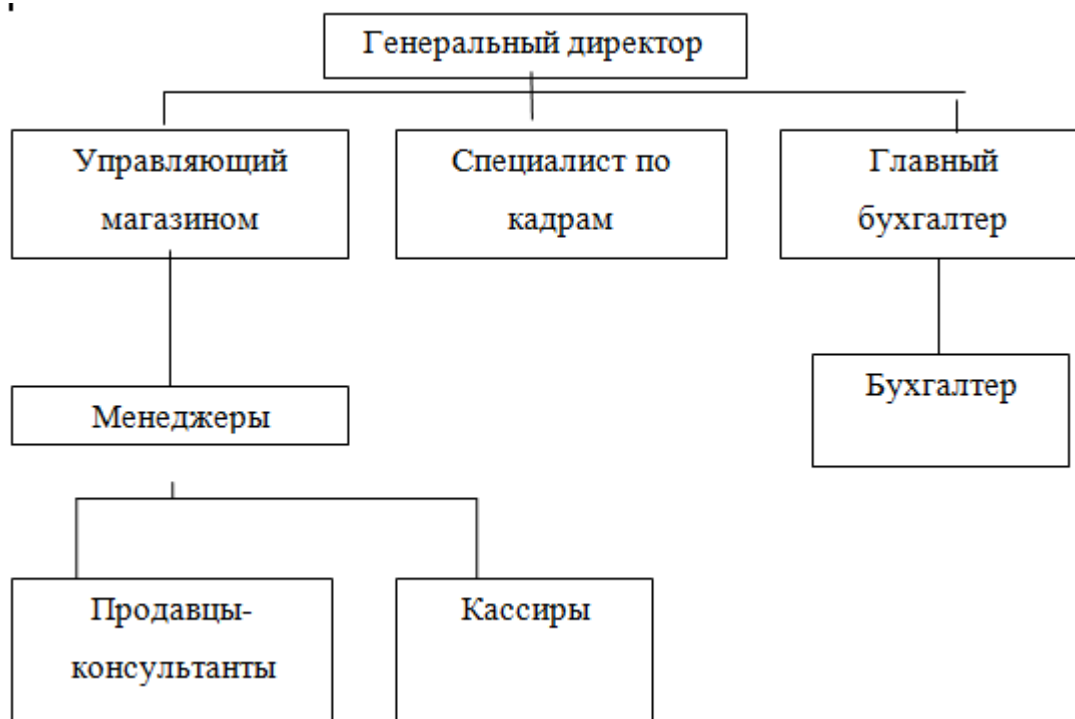 Генеральный директор
Управляющий
магазином
Специалист по
кадрам
Главный
бухгалтер
Менеджеры
Бухгалтер
Продавцы-
консультанты
Кассиры